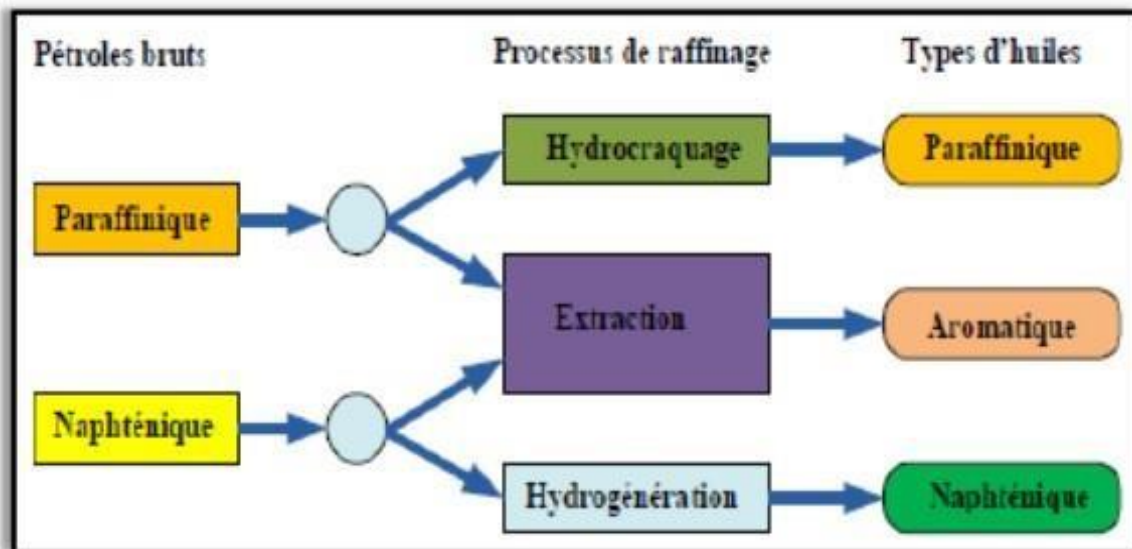 Pétroles bruts
Processus de raffinage
Types d'huiles
Hydrocraquage
Paraffinique
Paraffinique
Extraction
Aromatique
Naphténique
Hydrogénération
Naphténique